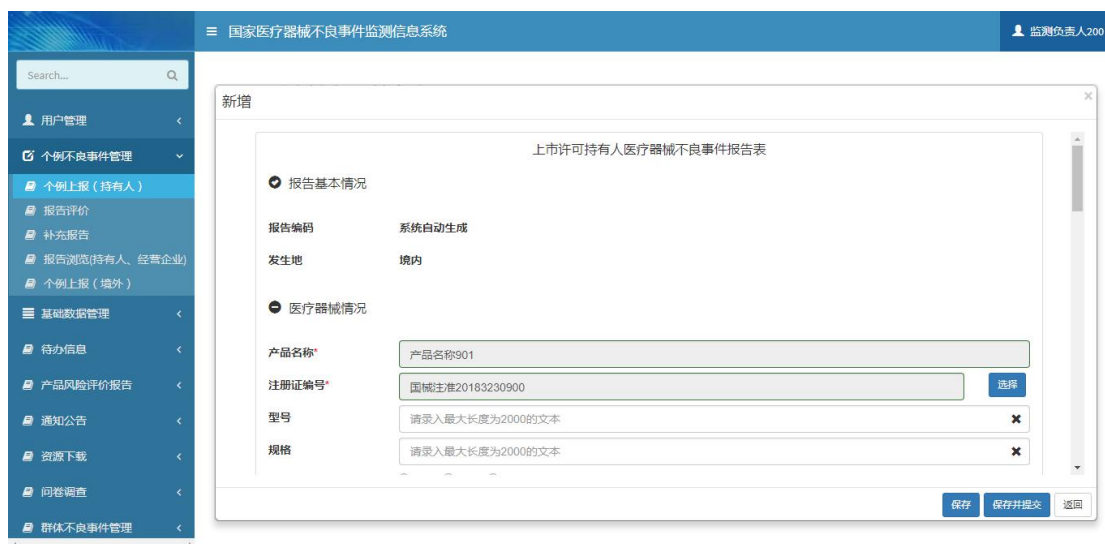 国家医疗器械不良事件监测信息系统
监测负责人200
Search...
用户管理
个例不良事件管理
个例上报（持有人）
报告评价
补充报告
报告浏览(持有人、经营企业)
个例上报（境外）
基础数据管理
待办信息
产品风险评价报告
通知公告
资源下载
问卷调查
群体不良事件管理
新增
上市许可持有人医疗器械不良事件报告表
报告基本情况
报告编码 系统自动生成
发生地 境内
医疗器械情况
产品名称* 产品名称901
注册证编号* 国械注准20183230900 选择
型号 请录入最大长度为2000的文本
规格 请录入最大长度为2000的文本
保存 保存并提交 返回